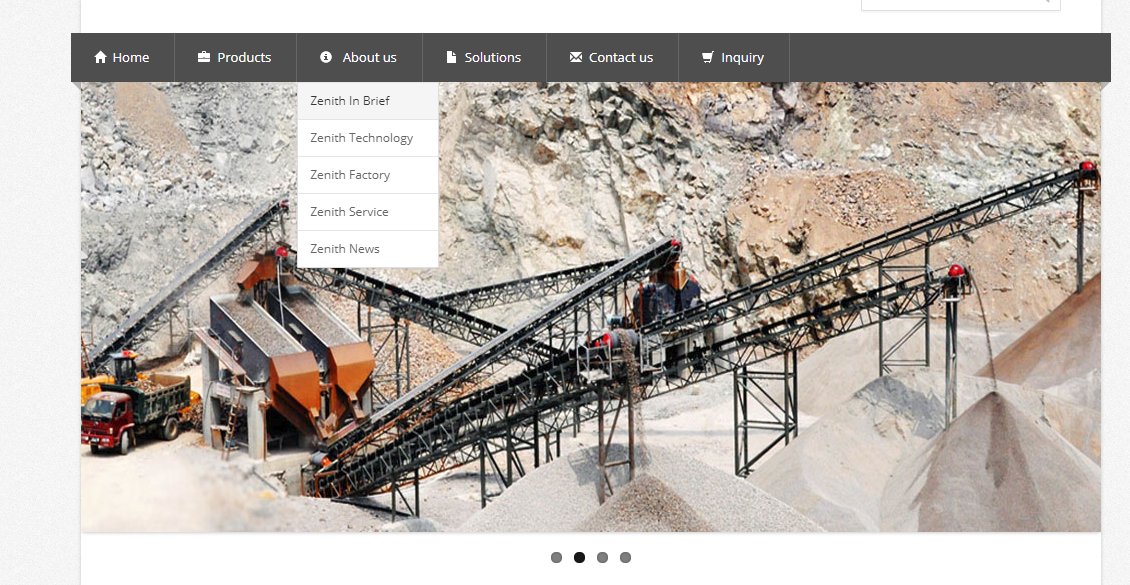 Home Products About us Solutions Contact us Inquiry
Zenith In Brief
Zenith Technology
Zenith Factory
Zenith Service
Zenith News